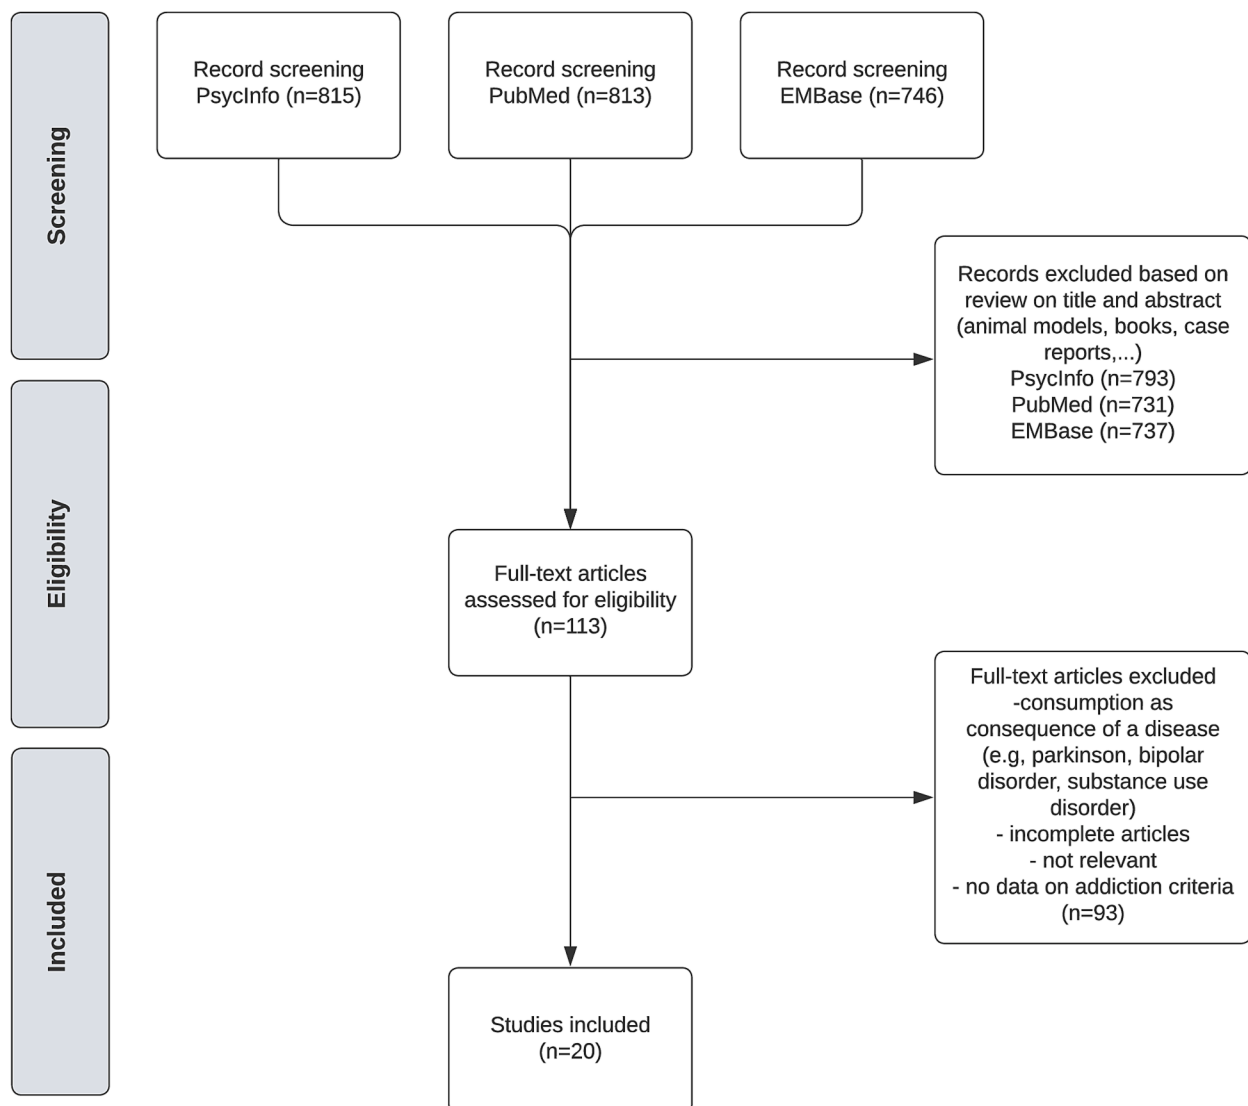 Screening
Record screening
PsycInfo (n=815)
Record screening
PubMed (n=813)
Record screening
EMBase (n=746)
Records excluded based on
review on title and abstract
(animal models, books, case
reports,...)
PsycInfo (n=793)
PubMed (n=731)
EMBase (n=737)
Eligibility
Full-text articles
assessed for eligibility
(n=113)
Full-text articles excluded
-consumption as
consequence of a disease
(e.g, parkinson, bipolar
disorder, substance use
disorder)
- incomplete articles
- not relevant
- no data on addiction criteria
(n=93)
Included
Studies included
(n=20)